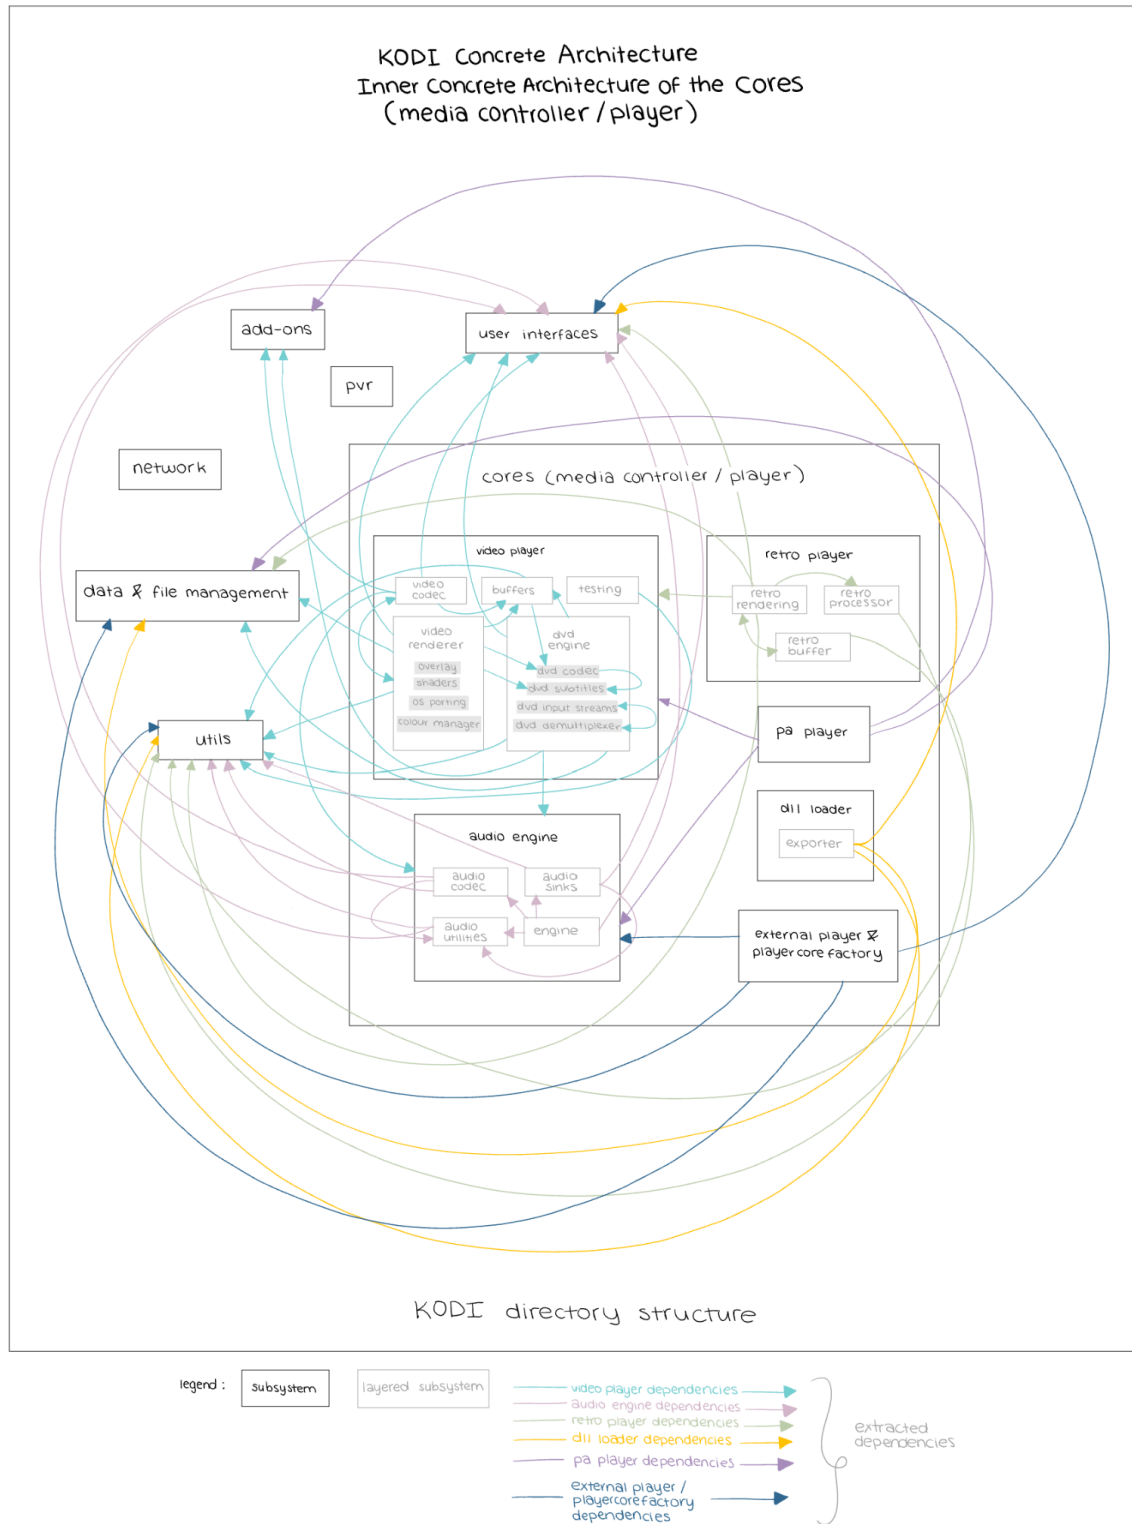 KODI Concrete Architecture
Inner Concrete Architecture of the Cores
(media controller / player)
add-ons
user interfaces
pvr
network
cores (media controller / player)
data & file management
utils
video player
video
codec
buffers
testing
video
renderer
overlay
shaders
os porting
colour manager
dvd
engine
dvd codec
dvd subtitles
dvd input streams
dvd demultiplexer
retro player
retro
rendering
retro
processor
retro
buffer
pa player
dll loader
exporter
audio engine
audio
codec
audio
sinks
audio
utilities
engine
external player &
playercorefactory
KODI directory structure
legend :
subsystem
layered subsystem
video player dependencies
audio engine dependencies
retro player dependencies
dll loader dependencies
pa player dependencies
external player /
playercorefactory
dependencies
extracted
dependencies